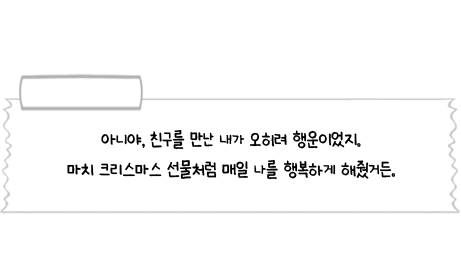 아니야, 친구를 만난 내가 오히려 행운이었지.
마치 크리스마스 선물처럼 매일 나를 행복하게 해줬거든.